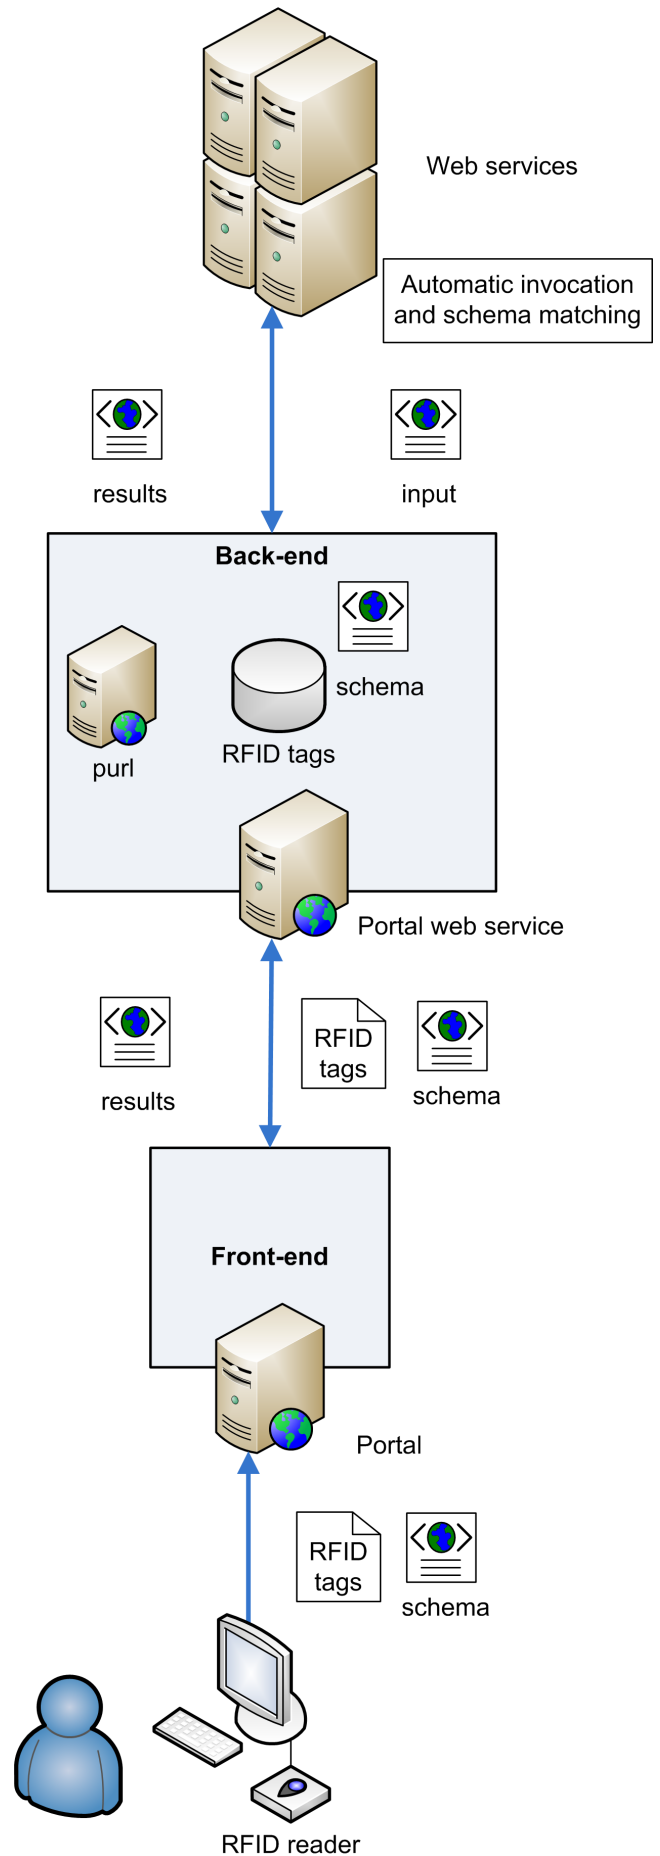 Web services
Automatic invocation
and schema matching
results
input
Back-end
schema
RFID tags
purl
Portal web service
RFID
tags
results
schema
Front-end
Portal
RFID
tags
schema
RFID reader